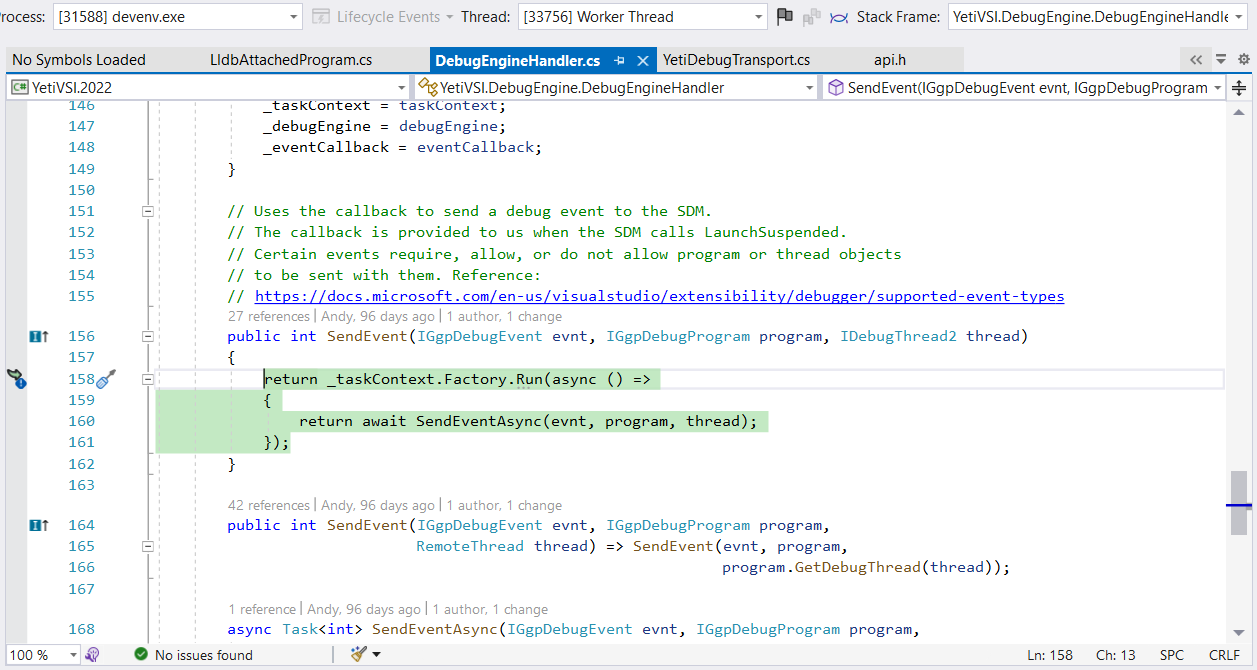 rocess: [31588] devenv.exe Lifecycle Events Thread: [33756] Worker Thread Stack Frame: YetiVSI.DebugEngine.DebugEngineHandle
No Symbols Loaded LldbAttachedProgram.cs DebugEngineHandler.cs YetiDebugTransport.cs api.h
C# YetiVSI.2022 YetiVSI.DebugEngine.DebugEngineHandler SendEvent(IGgpDebugEvent evnt, IGgpDebugProgram
146 _taskContext = taskContext;
147 _debugEngine = debugEngine;
148 _eventCallback = eventCallback;
149 }
150
151 // Uses the callback to send a debug event to the SDM.
152 // The callback is provided to us when the SDM calls LaunchSuspended.
153 // Certain events require, allow, or do not allow program or thread objects
154 // to be sent with them. Reference:
155 // https://docs.microsoft.com/en-us/visualstudio/extensibility/debugger/supported-event-types
27 references | Andy, 96 days ago | 1 author, 1 change
156 public int SendEvent(IGgpDebugEvent evnt, IGgpDebugProgram program, IDebugThread2 thread)
157 {
158 return _taskContext.Factory.Run(async () =>
159 {
160 return await SendEventAsync(evnt, program, thread);
161 });
162 }
163
42 references | Andy, 96 days ago | 1 author, 1 change
164 public int SendEvent(IGgpDebugEvent evnt, IGgpDebugProgram program,
165 RemoteThread thread) => SendEvent(evnt, program,
166 program.GetDebugThread(thread));
167
1 reference | Andy, 96 days ago | 1 author, 1 change
168 async Task<int> SendEventAsync(IGgpDebugEvent evnt, IGgpDebugProgram program,
100 % No issues found Ln: 158 Ch: 13 SPC CRLF